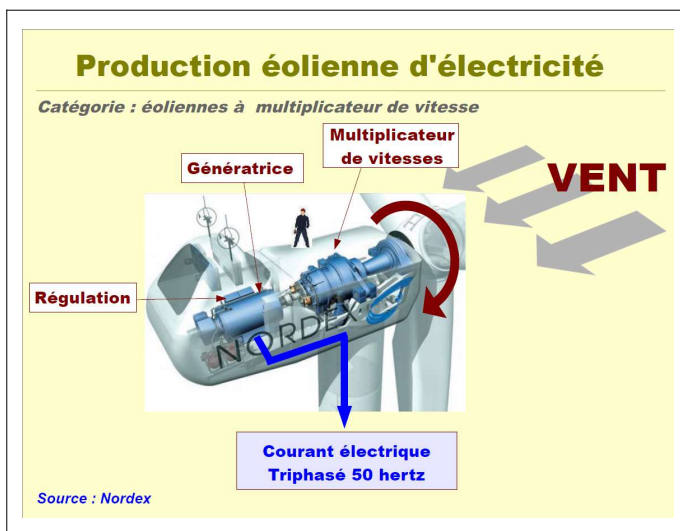 Production éolienne d'électricité
Catégorie : éoliennes à multiplicateur de vitesse
Multiplicateur
de vitesses
Génératrice
VENT
Régulation
NORDEX
Courant électrique
Triphasé 50 hertz
Source : Nordex